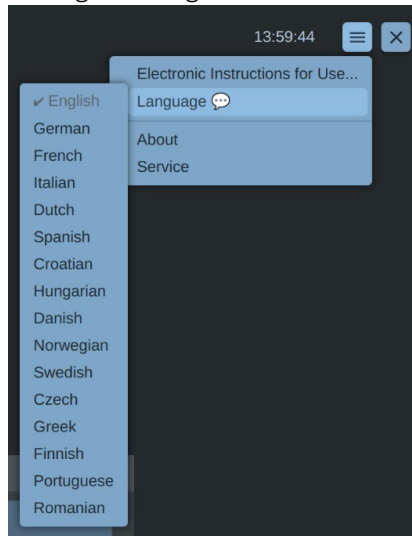 13:59:44
Electronic Instructions for Use...
Language 💬
About
Service
✔ English
German
French
Italian
Dutch
Spanish
Croatian
Hungarian
Danish
Norwegian
Swedish
Czech
Greek
Finnish
Portuguese
Romanian